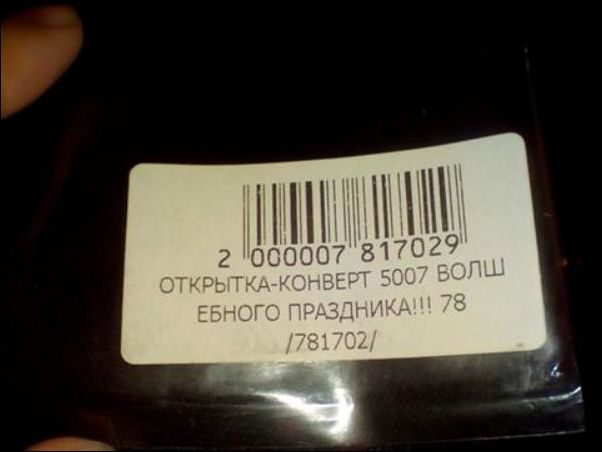 2 000007 817029
ОТКРЫТКА-КОНВЕРТ 5007 ВОЛШ
ЕБНОГО ПРАЗДНИКА!!! 78
/781702/